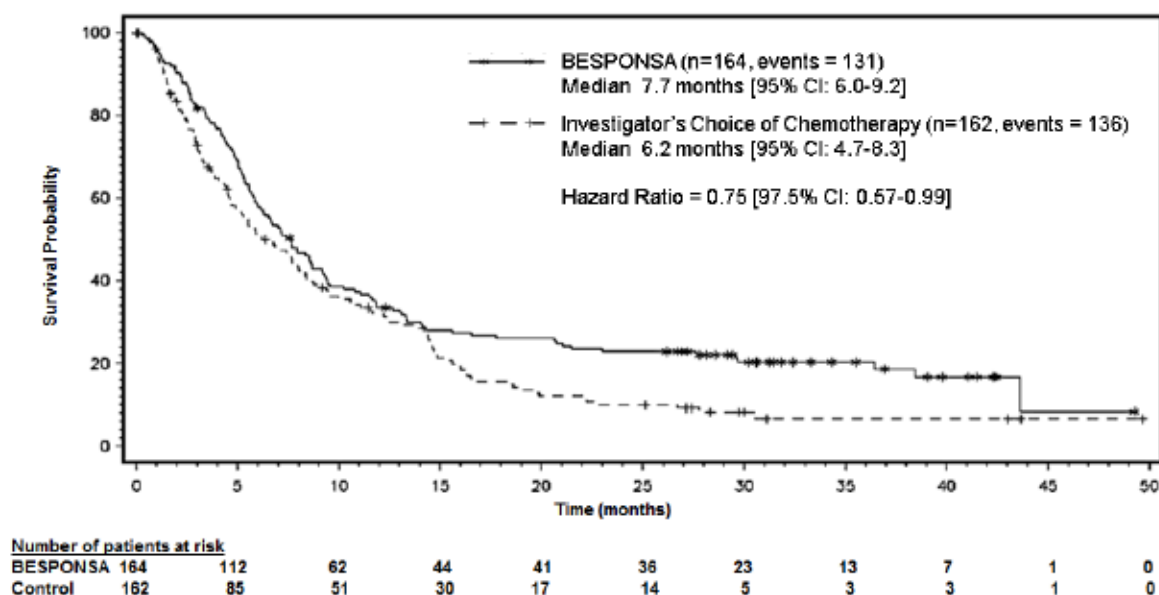 BESPONSA (n=164, events = 131)
Median 7.7 months [95% CI: 6.0-9.2]
Investigator's Choice of Chemotherapy (n=162, events = 136)
Median 6.2 months [95% CI: 4.7-8.3]
Hazard Ratio = 0.75 [97.5% CI: 0.57-0.99]
Survival Probability
100
80
60
40
20
0
0 5 10 15 20 25 30 35 40 45 50
Time (months)
Number of patients at risk
BESPONSA 164 112 62 44 41 36 23 13 7 1 0
Control 162 85 51 30 17 14 5 3 3 1 0